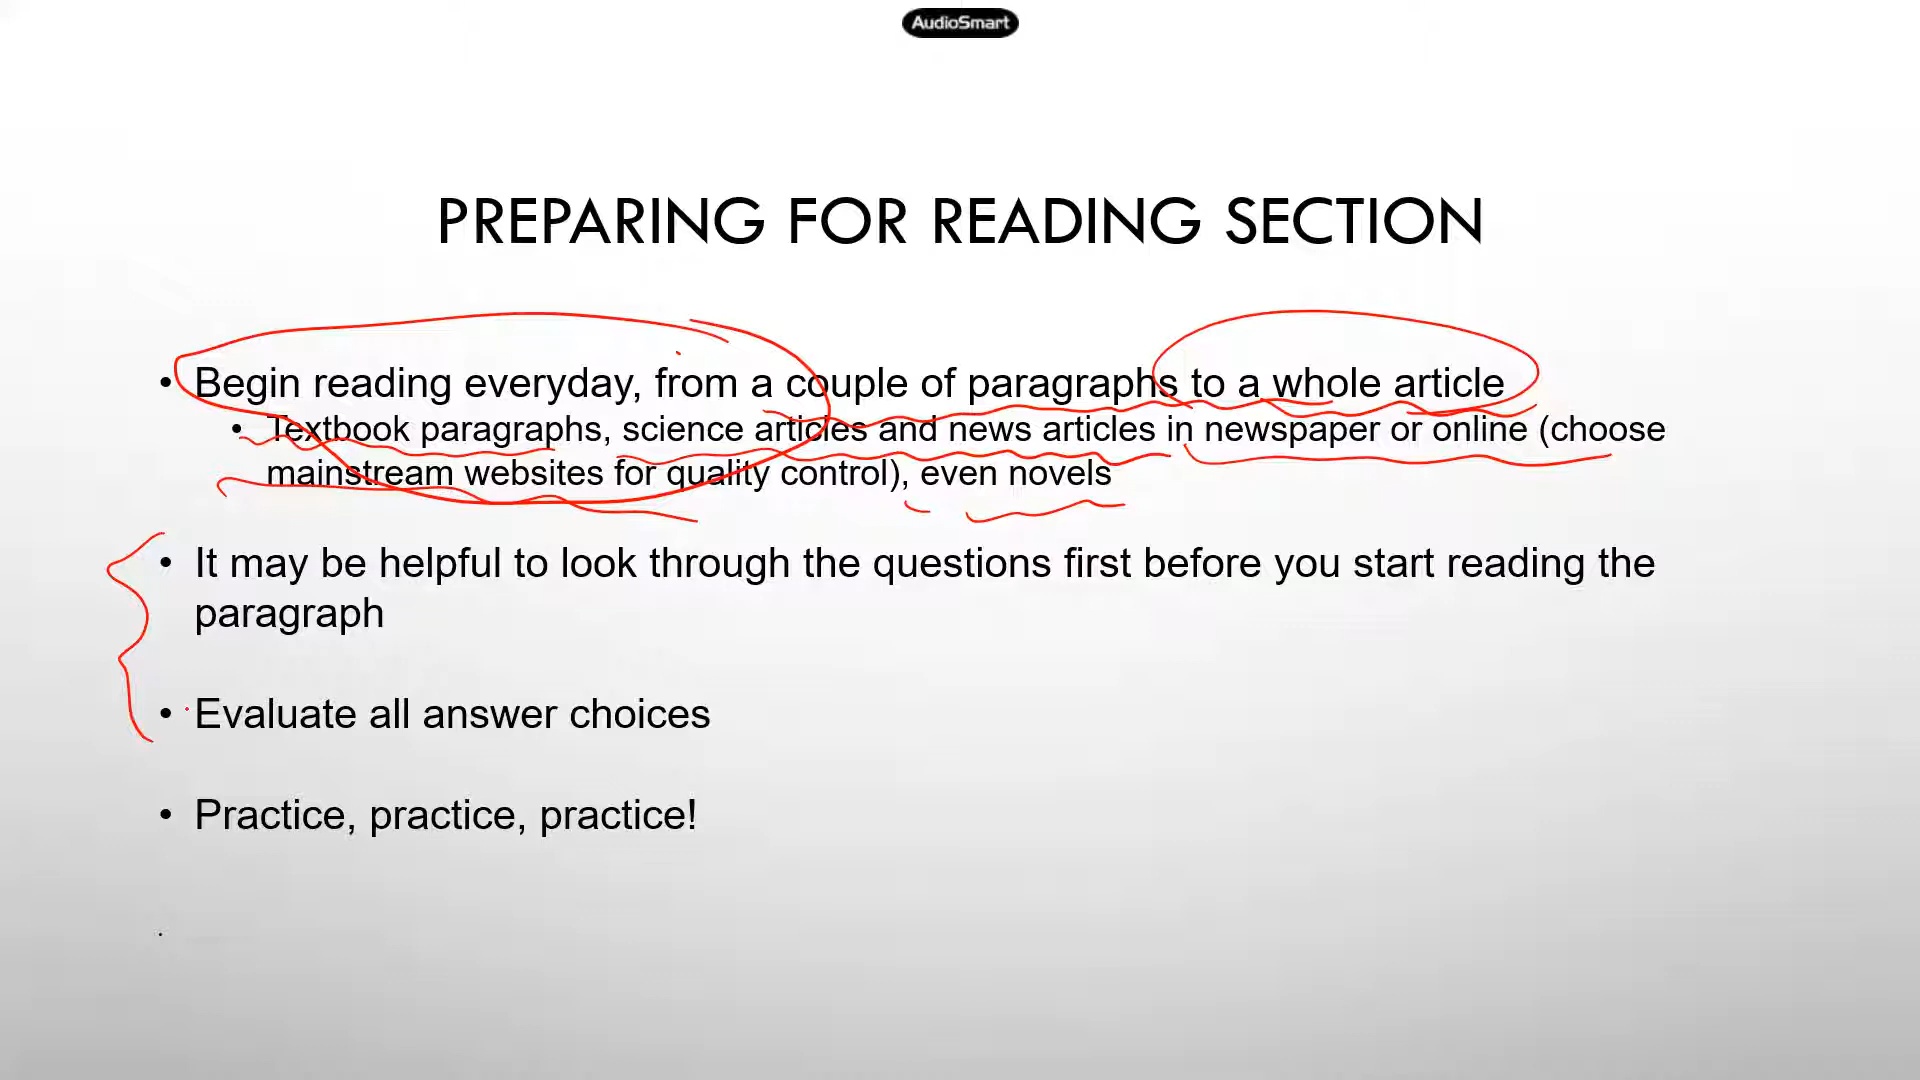 AudioSmart
PREPARING FOR READING SECTION
• Begin reading everyday, from a couple of paragraphs to a whole article
• Textbook paragraphs, science articles and news articles in newspaper or online (choose
mainstream websites for quality control), even novels
• It may be helpful to look through the questions first before you start reading the
paragraph
• Evaluate all answer choices
• Practice, practice, practice!